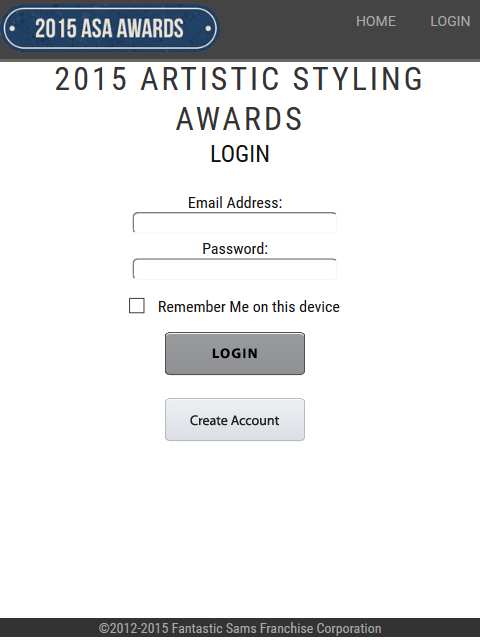 2015 ASA AWARDS
HOME
LOGIN
2015 ARTISTIC STYLING
AWARDS
LOGIN
Email Address:
Password:
Remember Me on this device
LOGIN
Create Account
©2012-2015 Fantastic Sams Franchise Corporation